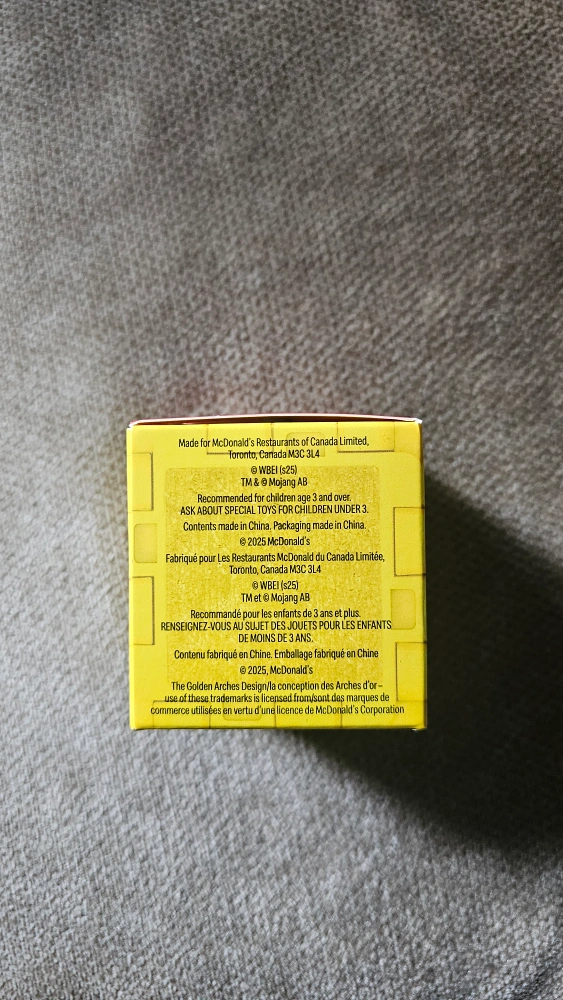 Made for McDonald's Restaurants of Canada Limited,
Toronto, Canada M3C 3L4
© WBEI (s25)
TM & © Mojang AB
Recommended for children age 3 and over.
ASK ABOUT SPECIAL TOYS FOR CHILDREN UNDER 3.
Contents made in China. Packaging made in China.
© 2025 McDonald's
Fabriqué pour Les Restaurants McDonald du Canada Limitée,
Toronto, Canada M3C 3L4
© WBEI (s25)
TM et © Mojang AB
Recommandé pour les enfants de 3 ans et plus.
RENSEIGNEZ-VOUS AU SUJET DES JOUETS POUR LES ENFANTS
DE MOINS DE 3 ANS.
Contenu fabriqué en Chine. Emballage fabriqué en Chine
© 2025, McDonald's
The Golden Arches Design/la conception des Arches d'or –
use of these trademarks is licensed from/sont des marques de
commerce utilisées en vertu d'une licence de McDonald's Corporation